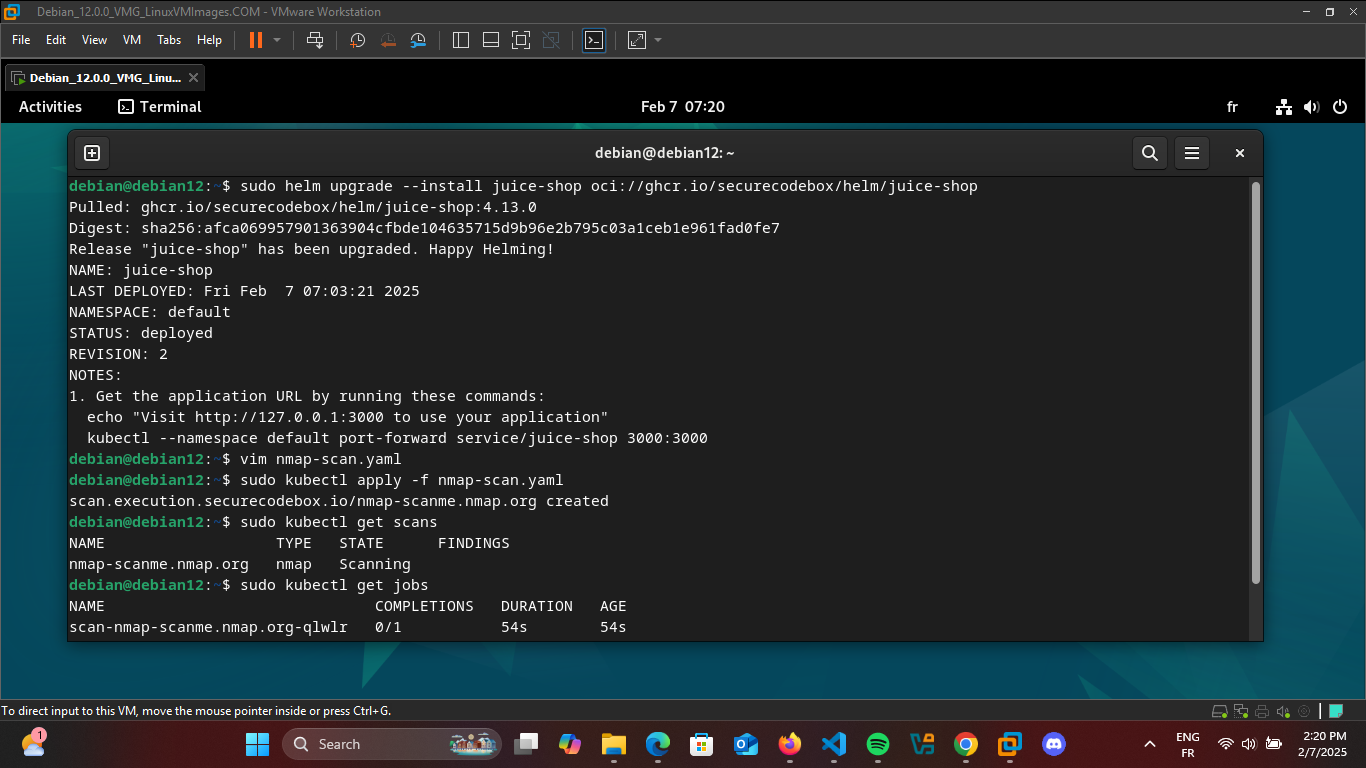 Debian_12.0.0_VMG_LinuxVMImages.COM - VMware Workstation
File Edit View VM Tabs Help
Debian_12.0.0_VMG_Linu...
Activities Terminal Feb 7 07:20 fr
debian@debian12: ~
debian@debian12:~$ sudo helm upgrade --install juice-shop oci://ghcr.io/securecodebox/helm/juice-shop
Pulled: ghcr.io/securecodebox/helm/juice-shop:4.13.0
Digest: sha256:afca069957901363904cfbde104635715d9b96e2b795c03a1ceb1e961fad0fe7
Release "juice-shop" has been upgraded. Happy Helming!
NAME: juice-shop
LAST DEPLOYED: Fri Feb  7 07:03:21 2025
NAMESPACE: default
STATUS: deployed
REVISION: 2
NOTES:
1. Get the application URL by running these commands:
  echo "Visit http://127.0.0.1:3000 to use your application"
  kubectl --namespace default port-forward service/juice-shop 3000:3000
debian@debian12:~$ vim nmap-scan.yaml
debian@debian12:~$ sudo kubectl apply -f nmap-scan.yaml
scan.execution.securecodebox.io/nmap-scanme.nmap.org created
debian@debian12:~$ sudo kubectl get scans
NAME                   TYPE   STATE      FINDINGS
nmap-scanme.nmap.org   nmap   Scanning
debian@debian12:~$ sudo kubectl get jobs
NAME                              COMPLETIONS   DURATION   AGE
scan-nmap-scanme.nmap.org-qlwlr   0/1           54s        54s
To direct input to this VM, move the mouse pointer inside or press Ctrl+G.
1
Search
ENG
FR
2:20 PM
2/7/2025